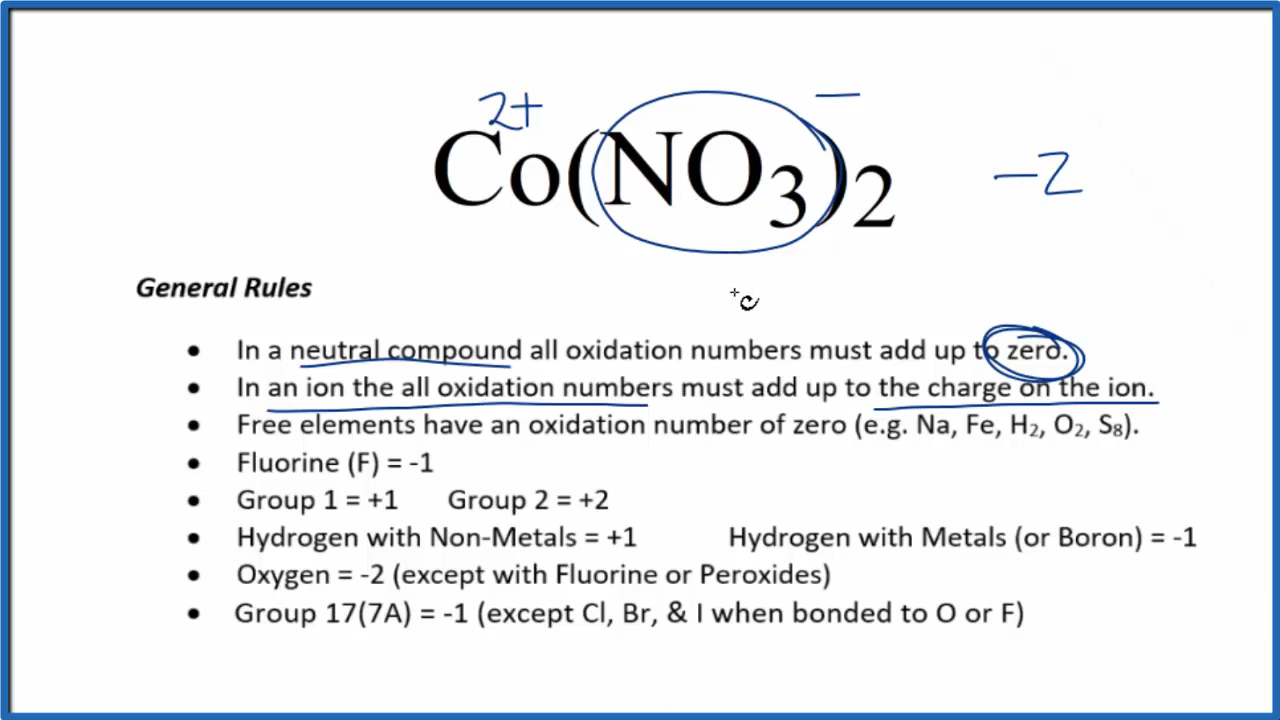 2+ −
Co(NO₃)₂ −2
General Rules
• In a neutral compound all oxidation numbers must add up to zero.
• In an ion the all oxidation numbers must add up to the charge on the ion.
• Free elements have an oxidation number of zero (e.g. Na, Fe, H₂, O₂, S₈).
• Fluorine (F) = -1
• Group 1 = +1 Group 2 = +2
• Hydrogen with Non-Metals = +1 Hydrogen with Metals (or Boron) = -1
• Oxygen = -2 (except with Fluorine or Peroxides)
• Group 17(7A) = -1 (except Cl, Br, & I when bonded to O or F)